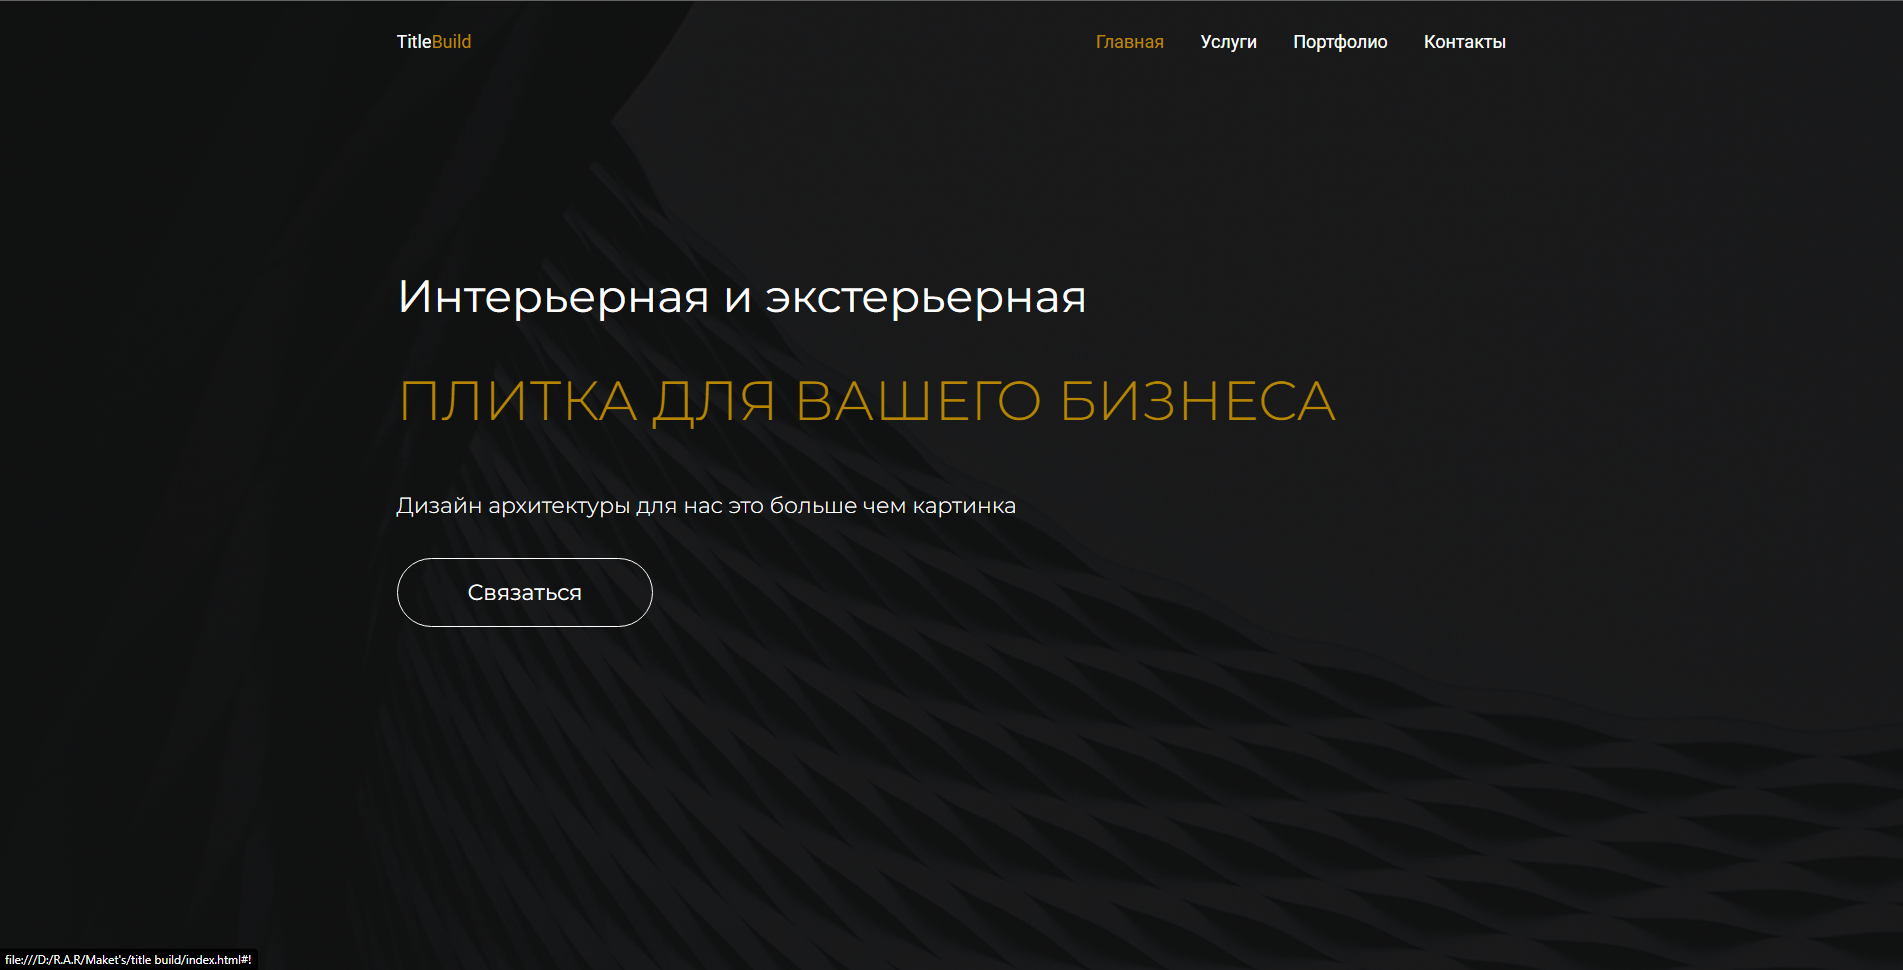 TitleBuild
Главная Услуги Портфолио Контакты
Интерьерная и экстерьерная
ПЛИТКА ДЛЯ ВАШЕГО БИЗНЕСА
Дизайн архитектуры для нас это больше чем картинка
Связаться
file:///D:/R.A.R/Maket's/title build/index.html#!